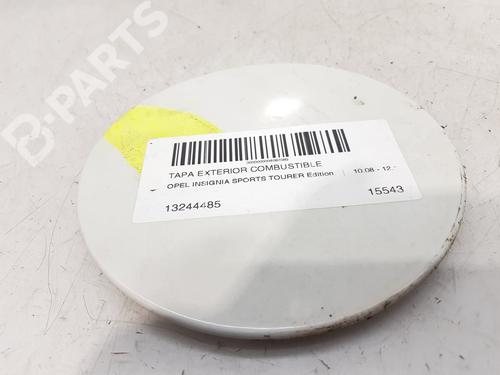 B-PARTS
TAPA EXTERIOR COMBUSTIBLE
OPEL INSIGNIA SPORTS TOURER Edition | 10.08 - 12.
13244485
15543